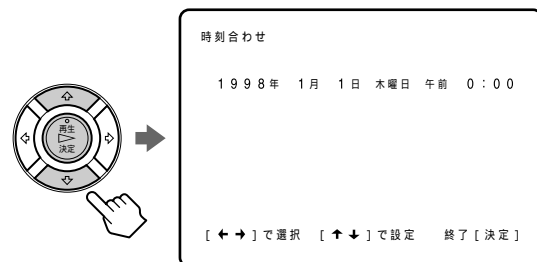 時刻合わせ
1998年 1月 1日 木曜日 午前 0:00
再生
決定
[←→]で選択 [↑↓]で設定 終了[決定]